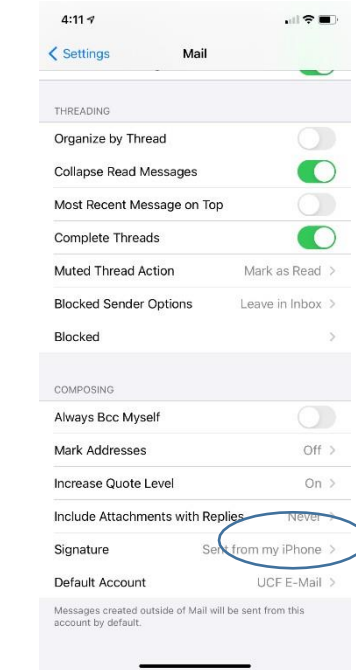 4:11
Settings Mail
THREADING
Organize by Thread
Collapse Read Messages
Most Recent Message on Top
Complete Threads
Muted Thread Action Mark as Read
Blocked Sender Options Leave in Inbox
Blocked
COMPOSING
Always Bcc Myself
Mark Addresses Off
Increase Quote Level On
Include Attachments with Replies Never
Signature Sent from my iPhone
Default Account UCF E-Mail
Messages created outside of Mail will be sent from this
account by default.